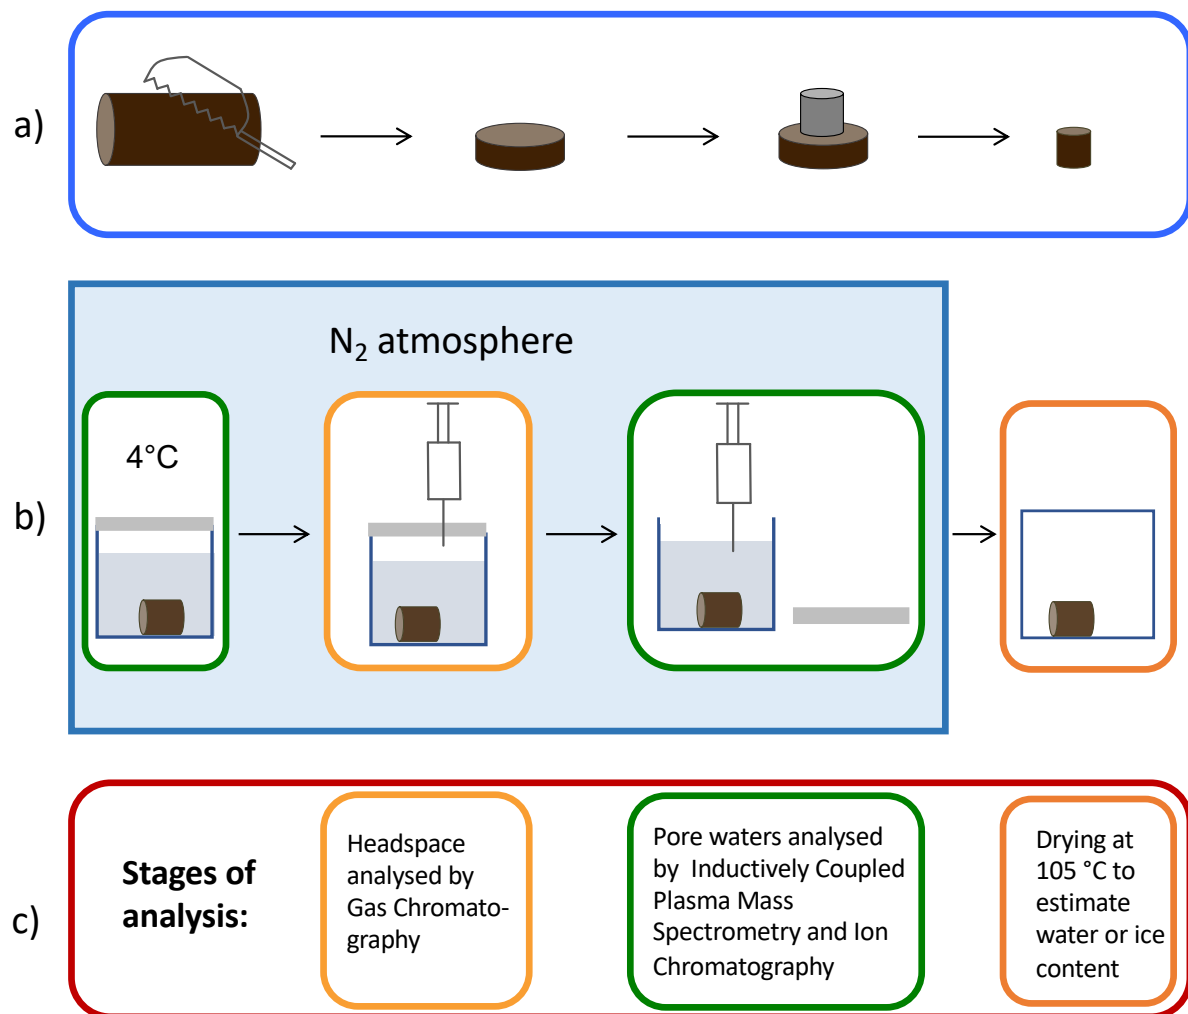 a)
N₂ atmosphere
4°C
b)
c)
Stages of
analysis:
Headspace
analysed by
Gas Chromato-
graphy
Pore waters analysed
by  Inductively Coupled
Plasma Mass
Spectrometry and Ion
Chromatography
Drying at
105 °C to
estimate
water or ice
content